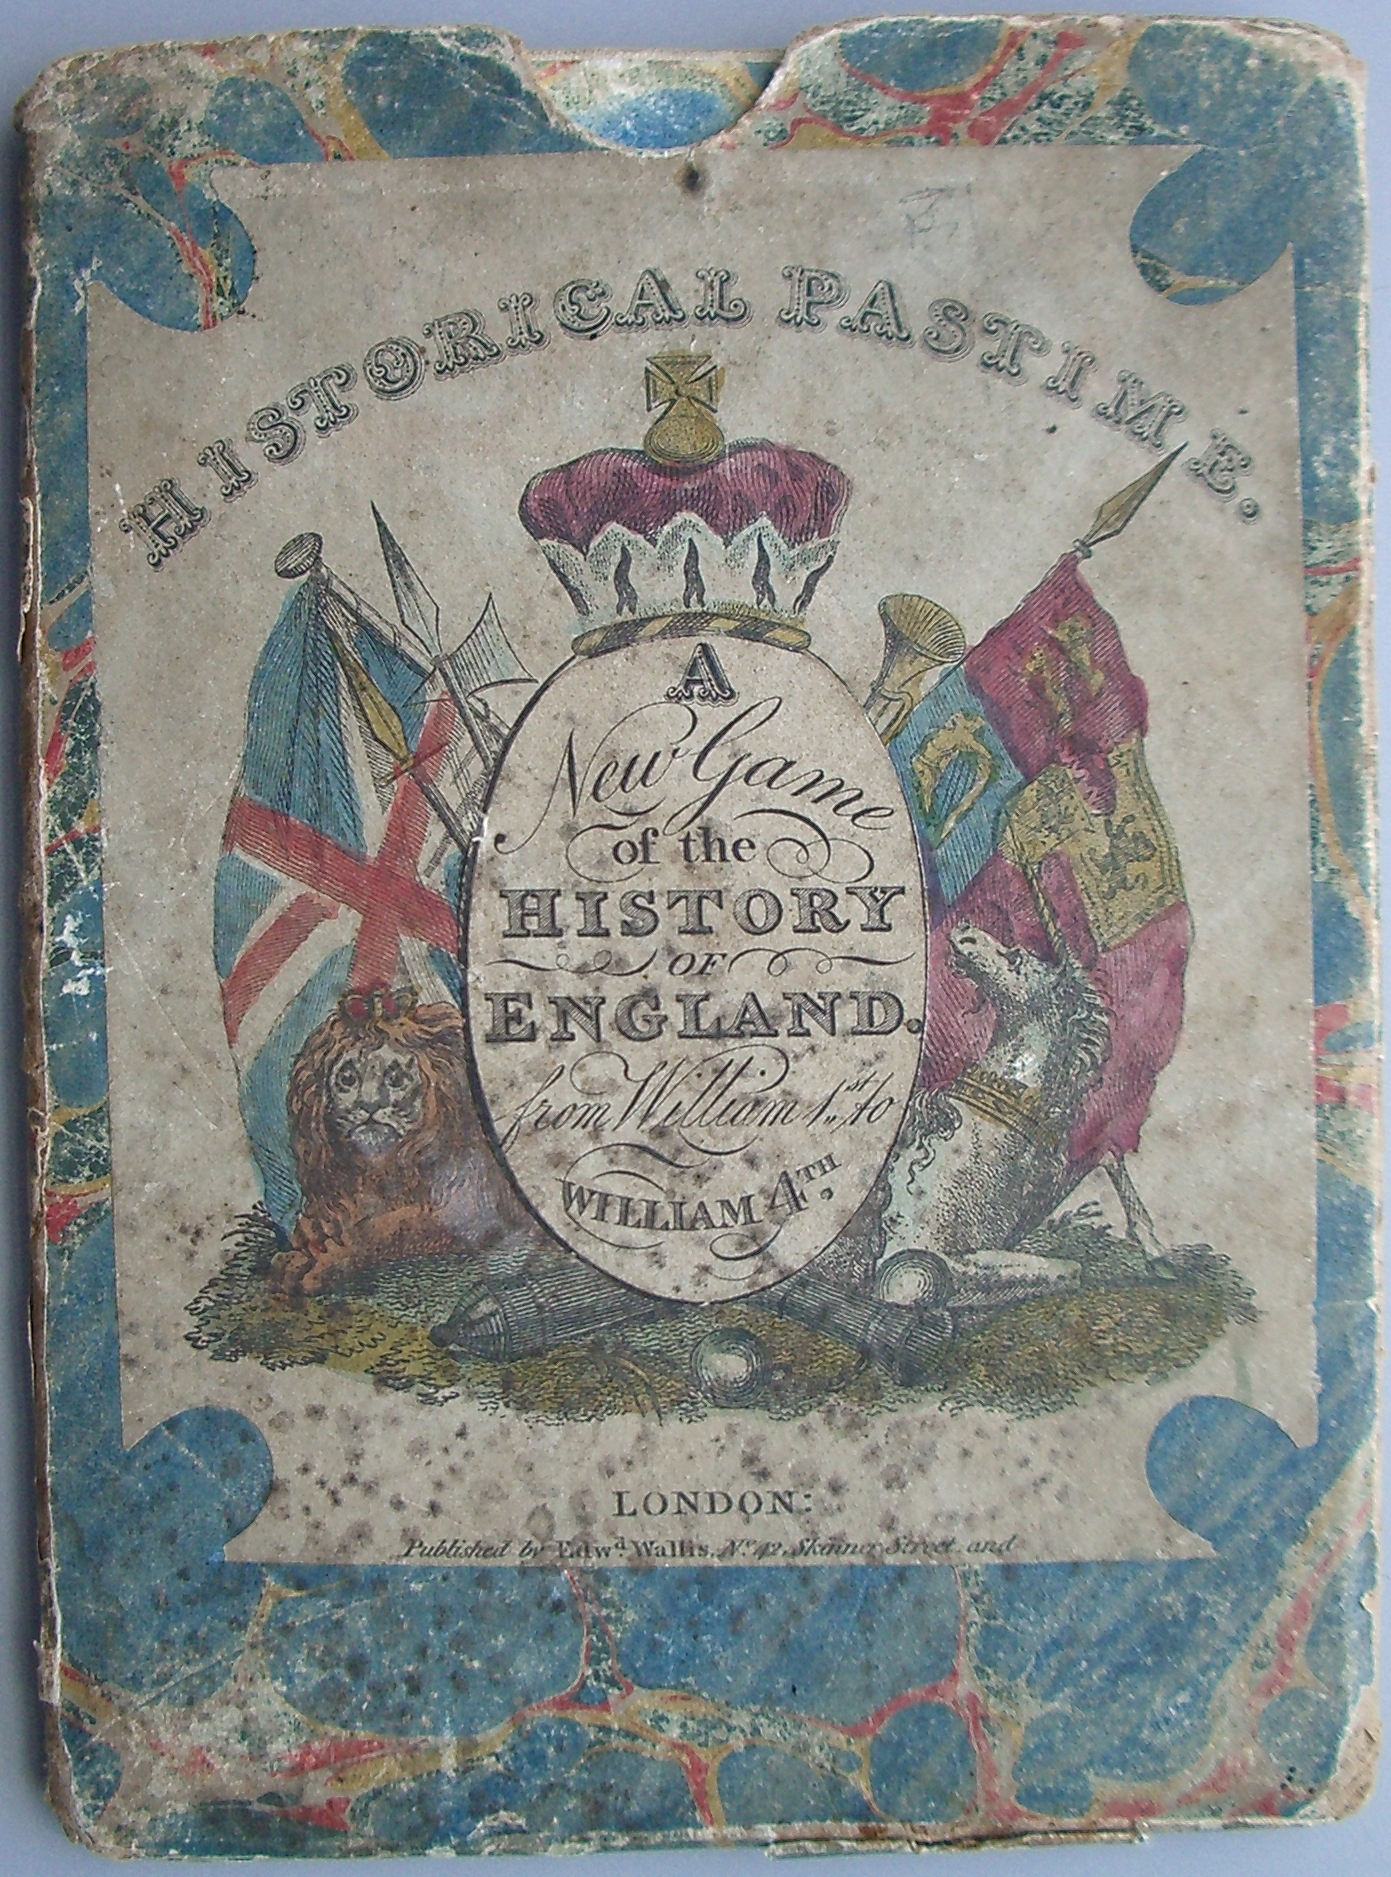 HISTORICAL PASTIME.
A
New Game
of the
HISTORY
OF
ENGLAND.
from William 1st. to
WILLIAM 4TH.
LONDON:
Published by Edwd. Wallis, No. 42, Skinner Street, and